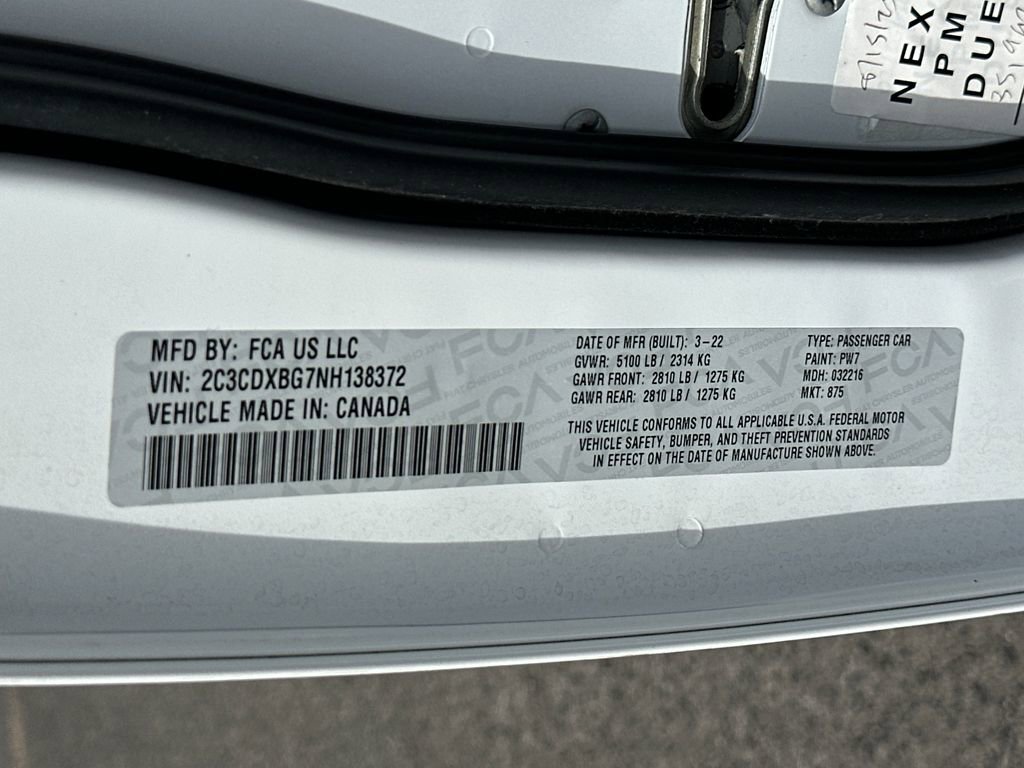 NEX
PM
DUE
MFD BY: FCA US LLC
VIN: 2C3CDXBG7NH138372
VEHICLE MADE IN: CANADA
DATE OF MFR (BUILT): 3-22
GVWR: 5100 LB / 2314 KG
GAWR FRONT: 2810 LB / 1275 KG
GAWR REAR: 2810 LB / 1275 KG
TYPE: PASSENGER CAR
PAINT: PW7
MDH: 032216
MKT: 875
THIS VEHICLE CONFORMS TO ALL APPLICABLE U.S.A. FEDERAL MOTOR
VEHICLE SAFETY, BUMPER, AND THEFT PREVENTION STANDARDS
IN EFFECT ON THE DATE OF MANUFACTURE SHOWN ABOVE.